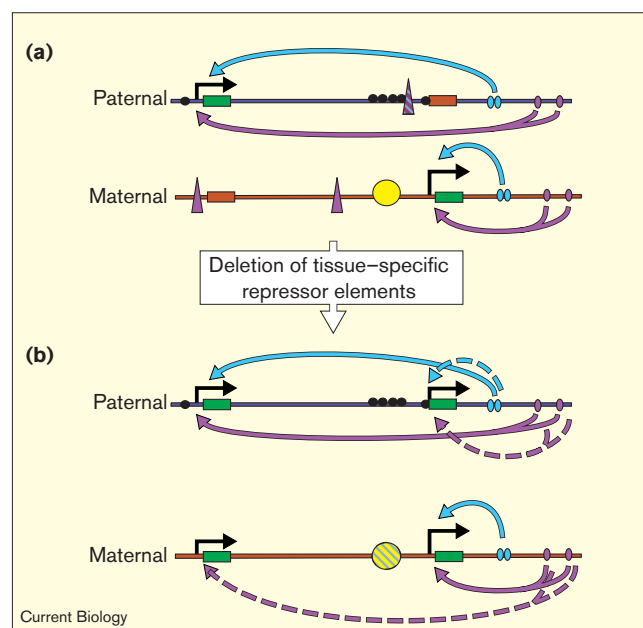 (a)
Paternal
Maternal
Deletion of tissue–specific
repressor elements
(b)
Paternal
Maternal
Current Biology